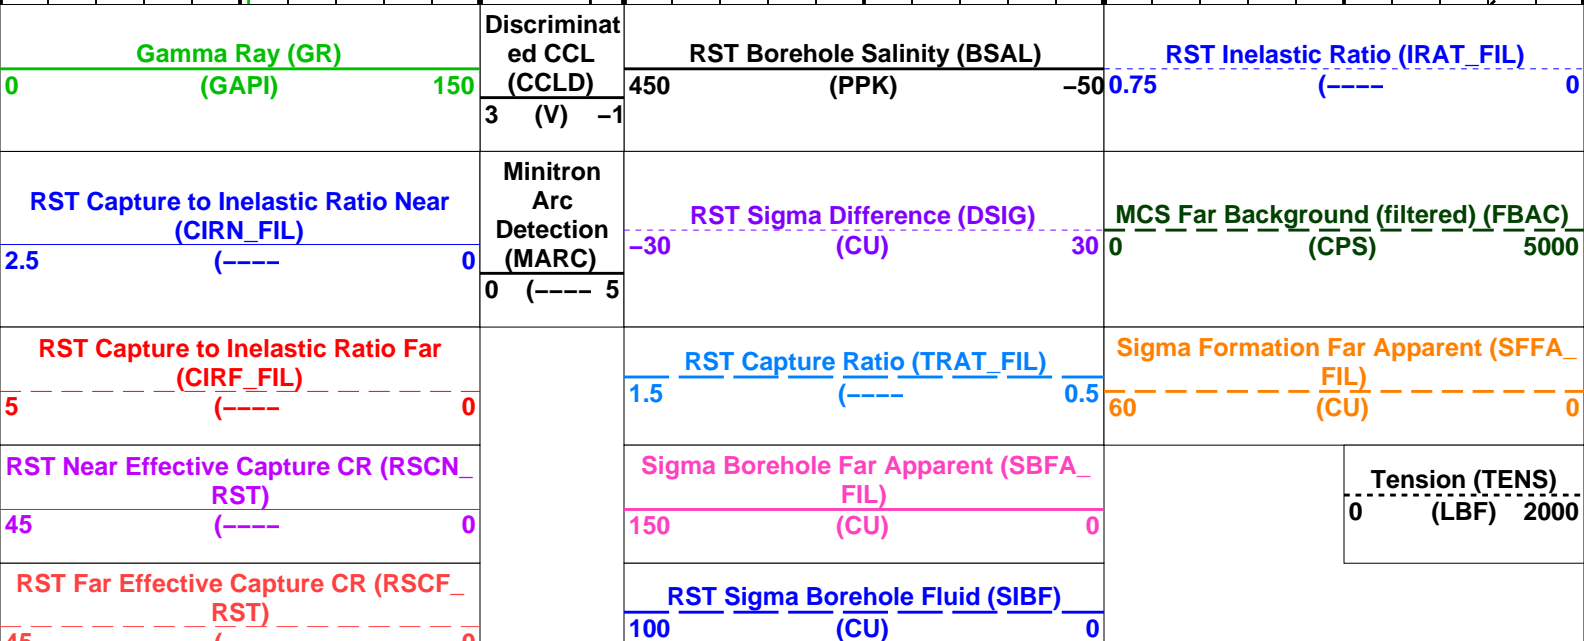 Gamma Ray (GR)
0 (GAPI) 150
Discriminat
ed CCL
(CCLD)
3 (V) −1
RST Borehole Salinity (BSAL)
450 (PPK) −50
RST Inelastic Ratio (IRAT_FIL)
0.75 (−−−− 0
RST Capture to Inelastic Ratio Near
(CIRN_FIL)
2.5 (−−−− 0
Minitron
Arc
Detection
(MARC)
0 (−−−− 5
RST Sigma Difference (DSIG)
−30 (CU) 30
MCS Far Background (filtered) (FBAC)
0 (CPS) 5000
RST Capture to Inelastic Ratio Far
(CIRF_FIL)
5 (−−−− 0
RST Capture Ratio (TRAT_FIL)
1.5 (−−−− 0.5
Sigma Formation Far Apparent (SFFA_
FIL)
60 (CU) 0
RST Near Effective Capture CR (RSCN_
RST)
45 (−−−− 0
Sigma Borehole Far Apparent (SBFA_
FIL)
150 (CU) 0
Tension (TENS)
0 (LBF) 2000
RST Far Effective Capture CR (RSCF_
RST)
45 (−−−− 0
RST Sigma Borehole Fluid (SIBF)
100 (CU) 0